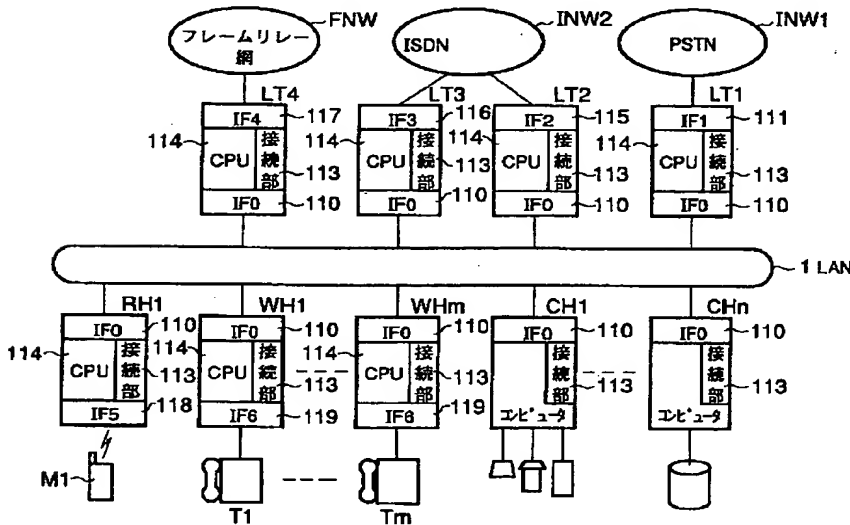 FNW
フレームリレー
網
INW2
ISDN
INW1
PSTN
LT4
IF4
117
114
CPU
接続部
113
IF0
110
LT3
IF3
116
114
CPU
接続部
113
IF0
110
LT2
IF2
115
114
CPU
接続部
113
IF0
110
LT1
IF1
111
114
CPU
接続部
113
IF0
110
1 LAN
RH1
IF0
110
114
CPU
接続部
113
IF5
118
M1
WH1
IF0
110
114
CPU
接続部
113
IF6
119
T1
WHm
IF0
110
114
CPU
接続部
113
IF6
119
Tm
CH1
IF0
110
接続部
113
コンピュータ
CHn
IF0
110
接続部
113
コンピュータ